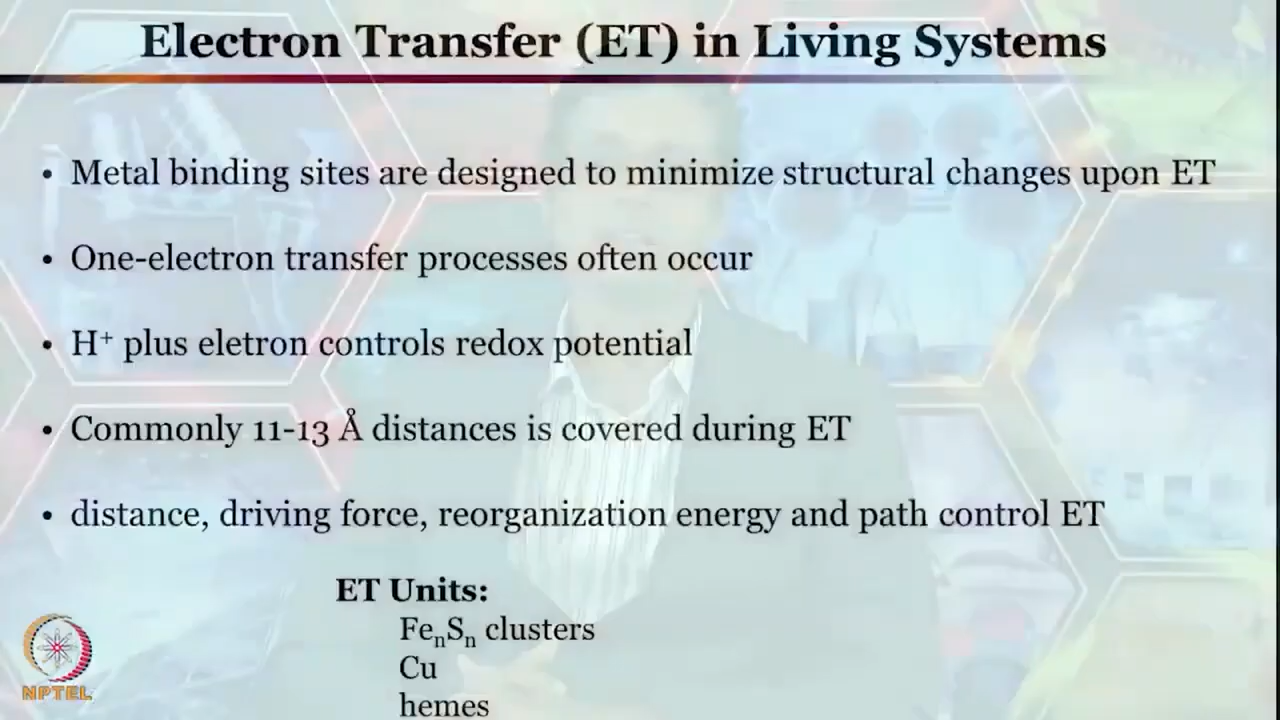 Electron Transfer (ET) in Living Systems
• Metal binding sites are designed to minimize structural changes upon ET
• One-electron transfer processes often occur
• H⁺ plus eletron controls redox potential
• Commonly 11-13 Å distances is covered during ET
• distance, driving force, reorganization energy and path control ET
ET Units:
FeₙSₙ clusters
Cu
hemes
NPTEL